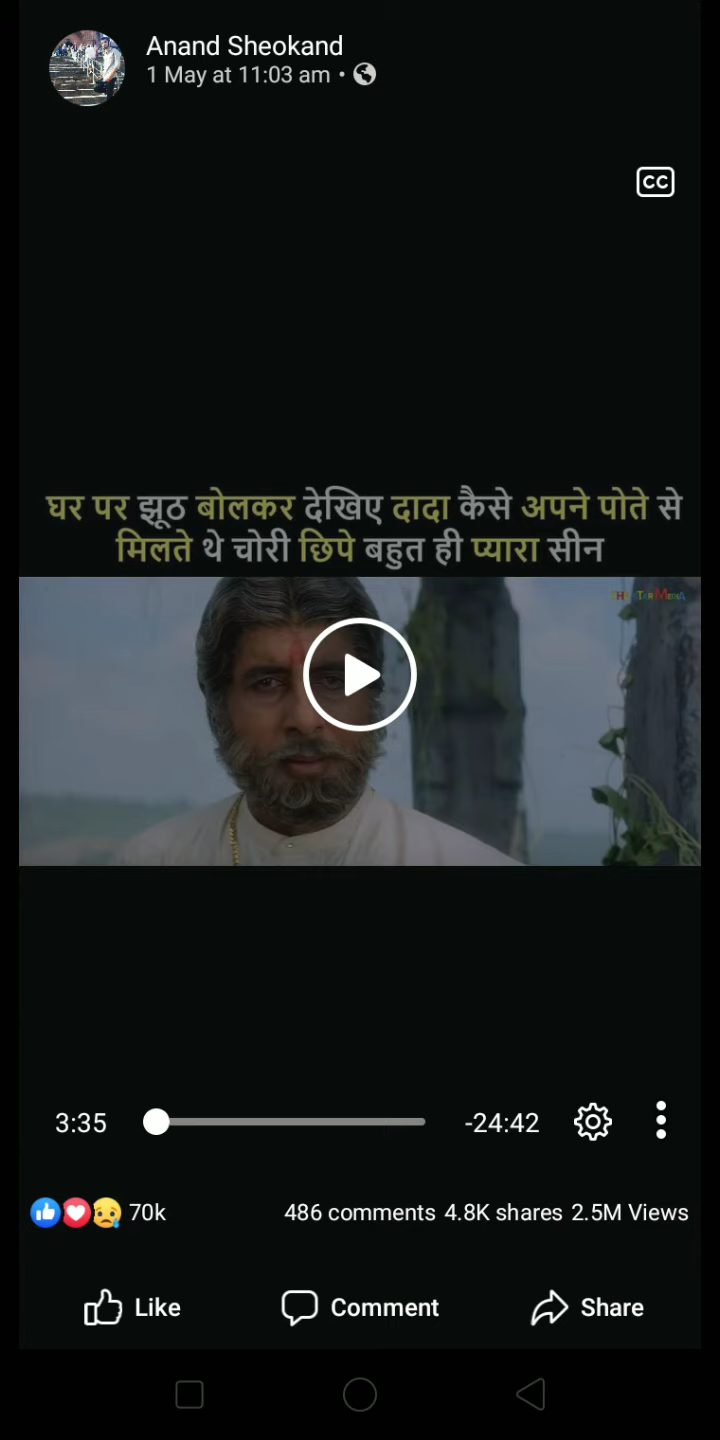 Anand Sheokand
1 May at 11:03 am •
CC
घर पर झूठ बोलकर देखिए दादा कैसे अपने पोते से
मिलते थे चोरी छिपे बहुत ही प्यारा सीन
3:35 -24:42
70k 486 comments 4.8K shares 2.5M Views
Like Comment Share